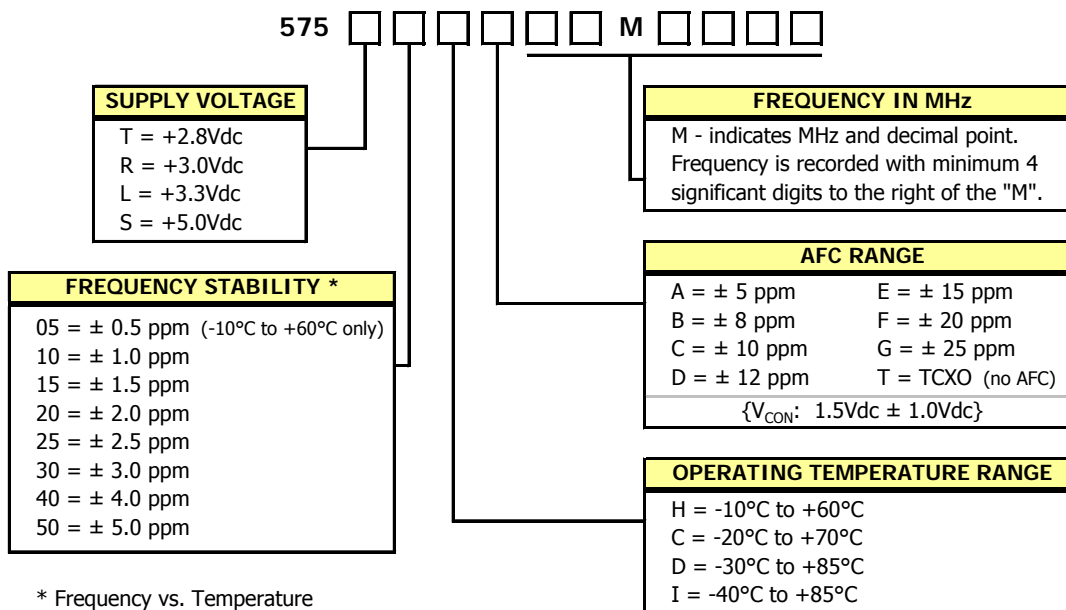 575 M
SUPPLY VOLTAGE
T = +2.8Vdc
R = +3.0Vdc
L = +3.3Vdc
S = +5.0Vdc
FREQUENCY IN MHz
M - indicates MHz and decimal point.
Frequency is recorded with minimum 4
significant digits to the right of the "M".
FREQUENCY STABILITY *
05 = ± 0.5 ppm (-10°C to +60°C only)
10 = ± 1.0 ppm
15 = ± 1.5 ppm
20 = ± 2.0 ppm
25 = ± 2.5 ppm
30 = ± 3.0 ppm
40 = ± 4.0 ppm
50 = ± 5.0 ppm
AFC RANGE
A = ± 5 ppm E = ± 15 ppm
B = ± 8 ppm F = ± 20 ppm
C = ± 10 ppm G = ± 25 ppm
D = ± 12 ppm T = TCXO (no AFC)
{VCON: 1.5Vdc ± 1.0Vdc}
OPERATING TEMPERATURE RANGE
H = -10°C to +60°C
C = -20°C to +70°C
D = -30°C to +85°C
I = -40°C to +85°C
* Frequency vs. Temperature